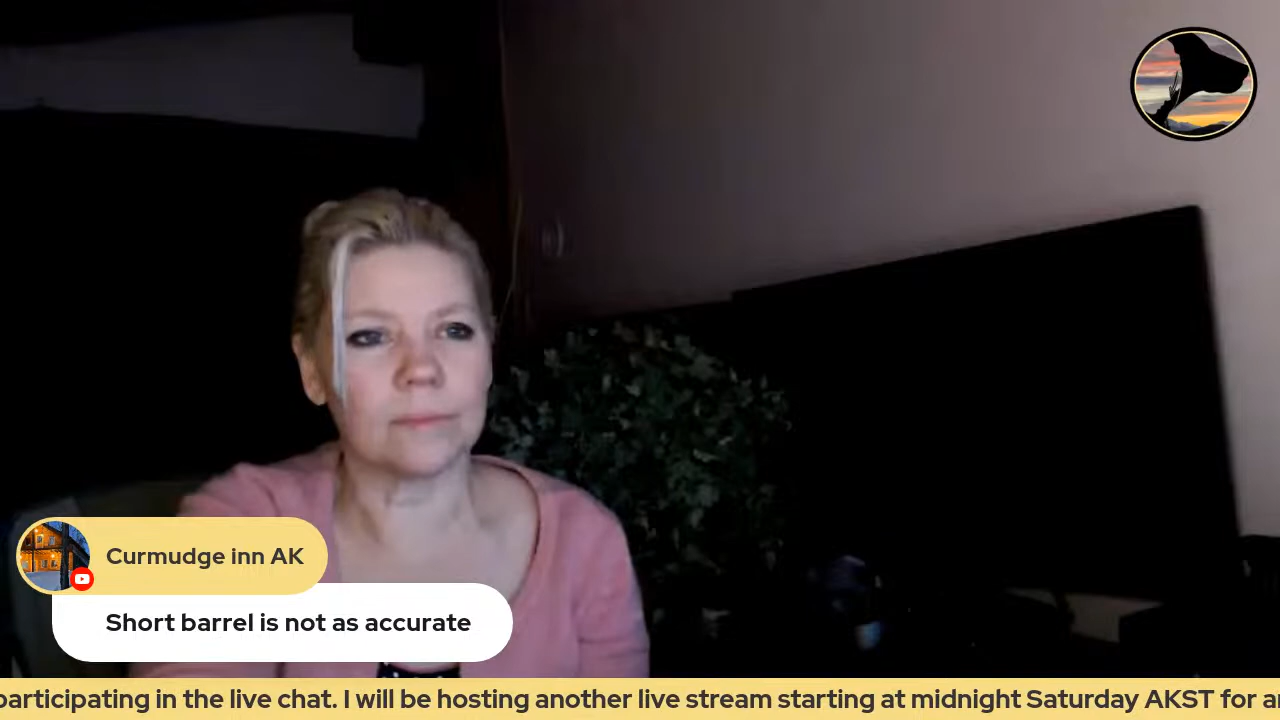 Curmudge inn AK
Short barrel is not as accurate
participating in the live chat. I will be hosting another live stream starting at midnight Saturday AKST for